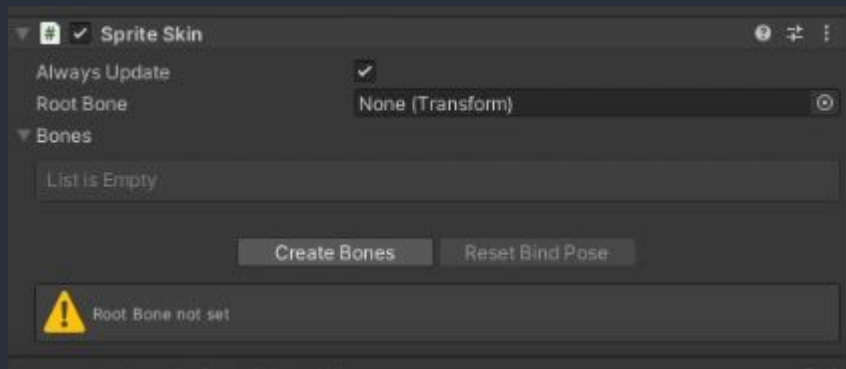 Sprite Skin
Always Update
Root Bone None (Transform)
Bones
List is Empty
Create Bones Reset Bind Pose
Root Bone not set